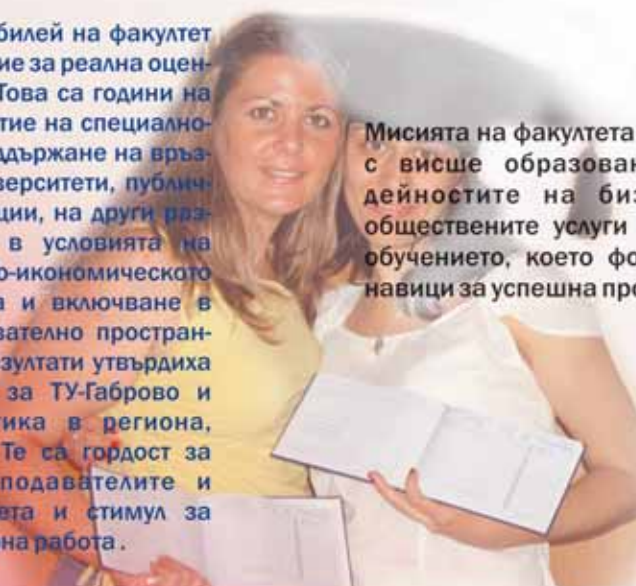 билей на факултет
ие за реална оцен-
Това са години на
тие на специално-
ддържане на връз-
верситети, публич-
ции, на други раз-
в условията на
о-икономическото
а и включване в
вателно простран-
зултати утвърдиха
за ТУ-Габрово и
тика в региона,
Те са гордост за
подавателите и
ета и стимул за
на работа .
Мисията на факултета
с висше образован
дейностите на биз
обществените услуги
обучението, което фо
навици за успешна про